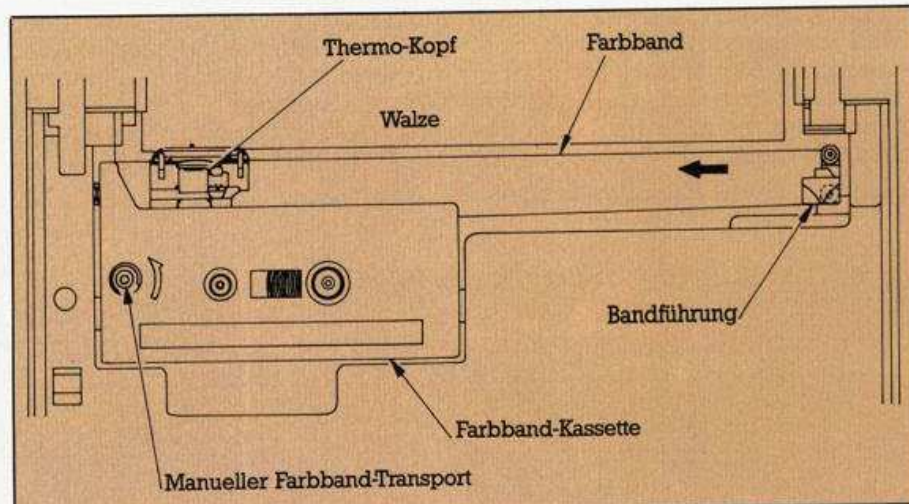 Thermo-Kopf
Farbband
Walze
Bandführung
Farbband-Kassette
Manueller Farbband-Transport